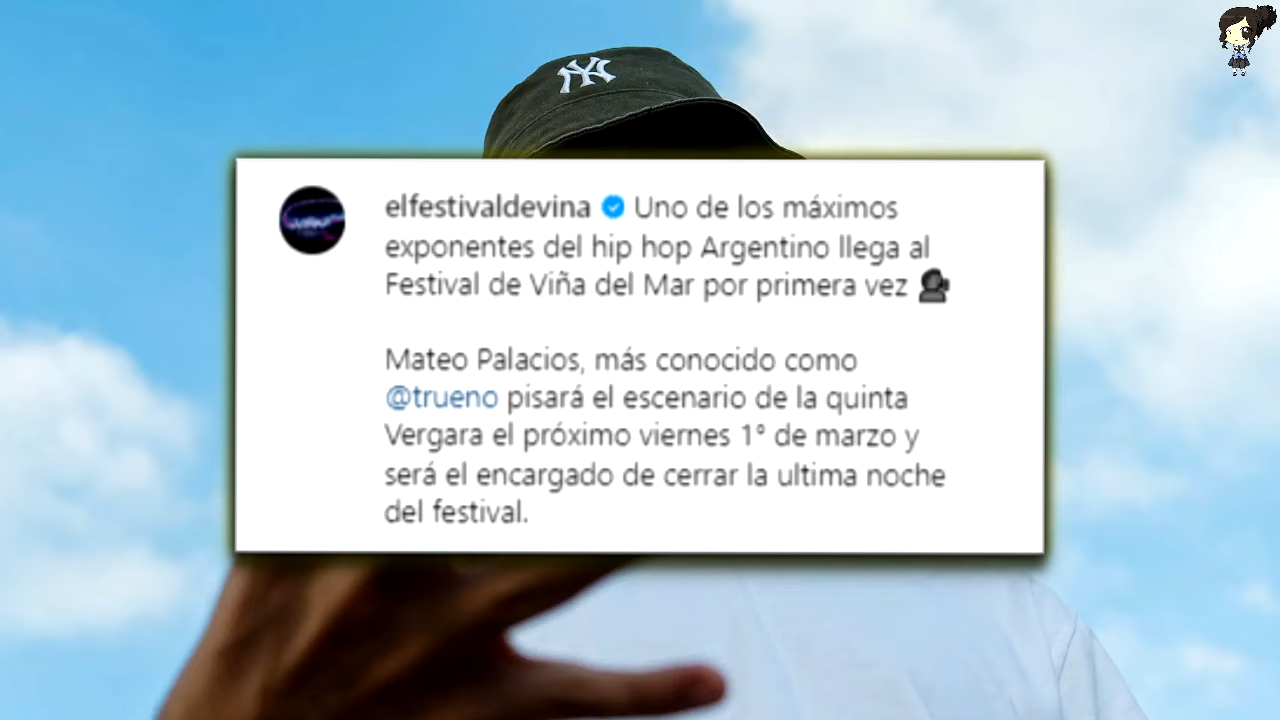 NY
elfestivaldevina Uno de los máximos
exponentes del hip hop Argentino llega al
Festival de Viña del Mar por primera vez
Mateo Palacios, más conocido como
@trueno pisará el escenario de la quinta
Vergara el próximo viernes 1° de marzo y
será el encargado de cerrar la ultima noche
del festival.